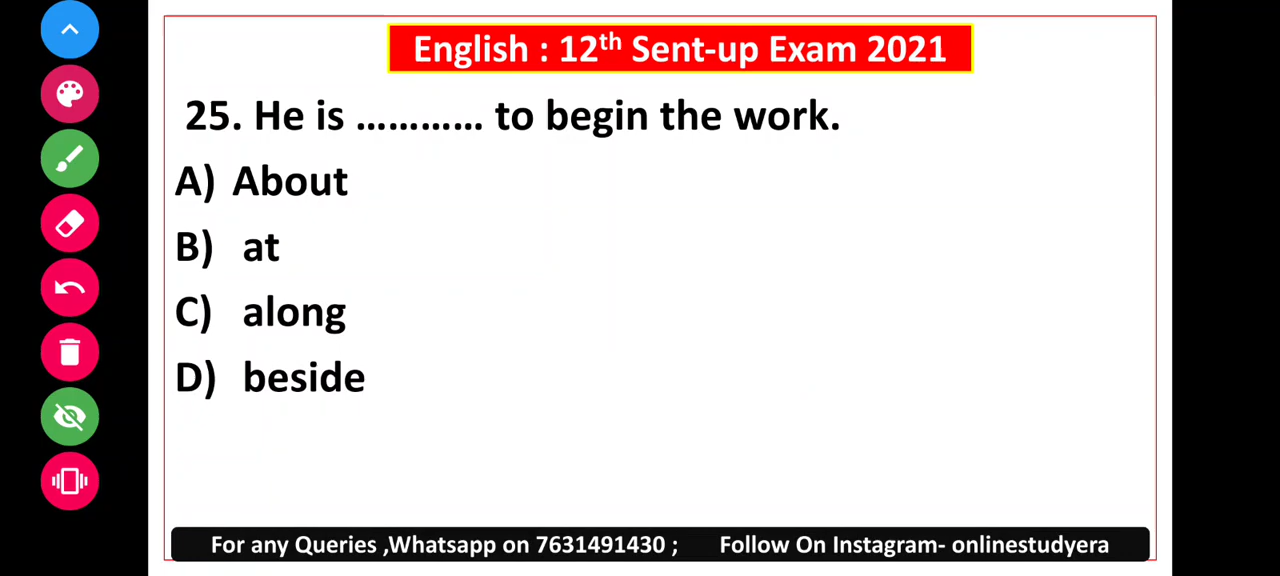 English : 12th Sent-up Exam 2021
25. He is ............ to begin the work.
A) About
B) at
C) along
D) beside
For any Queries ,Whatsapp on 7631491430 ; Follow On Instagram- onlinestudyera